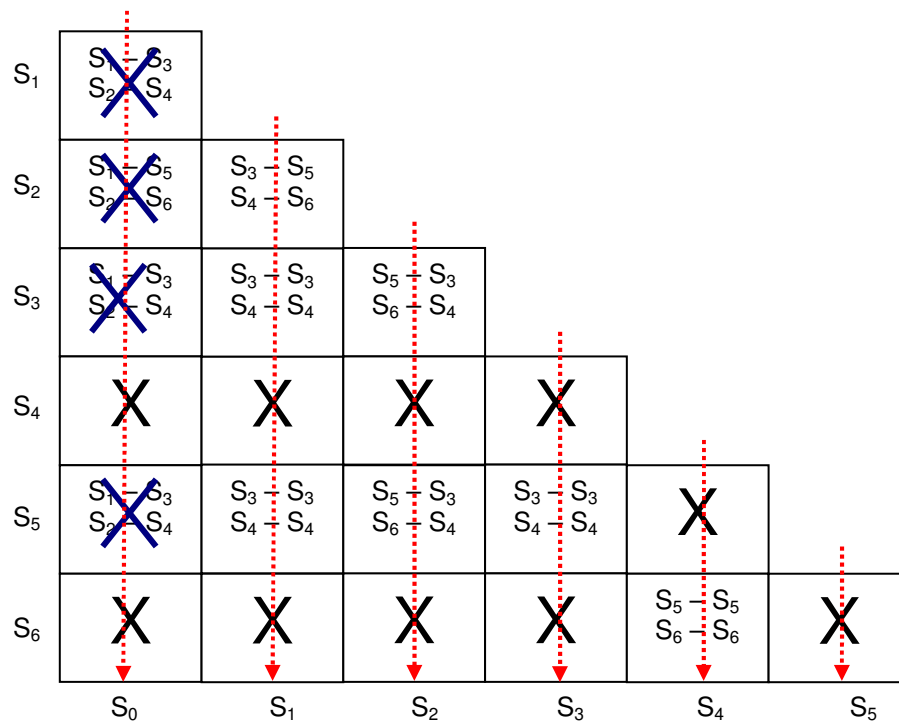 S₁ – S₃
S₁
S₂ – S₄
S₁ – S₅ S₃ – S₅
S₂
S₂ – S₆ S₄ – S₆
S₁ – S₃ S₃ – S₃ S₅ – S₃
S₃
S₂ – S₄ S₄ – S₄ S₆ – S₄
S₄ X X X X
S₁ – S₃ S₃ – S₃ S₅ – S₃ S₃ – S₃
S₅ X
S₂ – S₄ S₄ – S₄ S₆ – S₄ S₄ – S₄
S₅ – S₅
S₆ X X X X X
S₆ – S₆
S₀ S₁ S₂ S₃ S₄ S₅